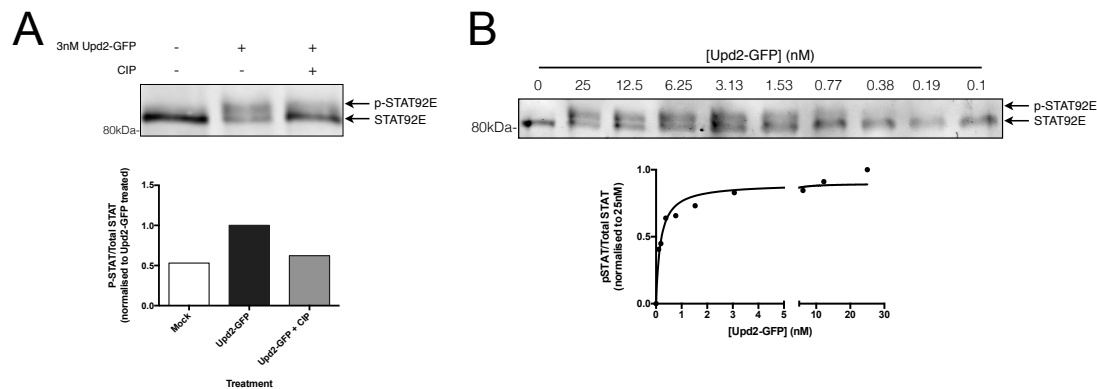 A
3nM Upd2-GFP - + +
CIP - - +
p-STAT92E
STAT92E
80kDa-
P-STAT/Total STAT
(normalised to Upd2-GFP treated)
1.5
1.0
0.5
0.0
Mock
Upd2-GFP
Upd2-GFP + CIP
Treatment
B
[Upd2-GFP] (nM)
0 25 12.5 6.25 3.13 1.53 0.77 0.38 0.19 0.1
p-STAT92E
STAT92E
80kDa-
pSTAT/Total STAT
(normalised to 25nM)
1.0
0.5
0.0
0 1 2 3 4 5 10 20 30
[Upd2-GFP] (nM)